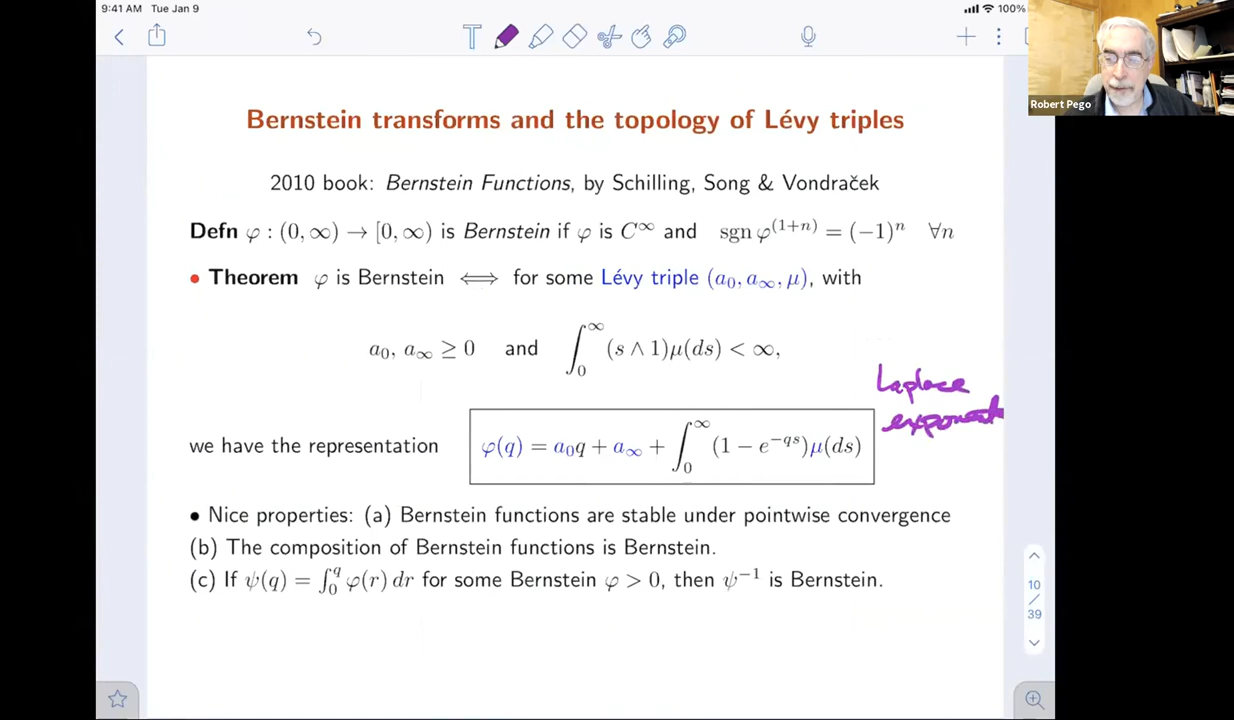 9:41 AM Tue Jan 9
100%
Robert Pego
Bernstein transforms and the topology of Lévy triples
2010 book: Bernstein Functions, by Schilling, Song & Vondraček
Defn φ : (0, ∞) → [0, ∞) is Bernstein if φ is C^∞ and sgn φ^(1+n) = (−1)^n ∀n
• Theorem φ is Bernstein ⟺ for some Lévy triple (a₀, a_∞, μ), with
a₀, a_∞ ≥ 0 and ∫₀^∞ (s ∧ 1)μ(ds) < ∞,
Laplace
exponent
we have the representation φ(q) = a₀q + a_∞ + ∫₀^∞ (1 − e^{−qs})μ(ds)
• Nice properties: (a) Bernstein functions are stable under pointwise convergence
(b) The composition of Bernstein functions is Bernstein.
(c) If ψ(q) = ∫₀^q φ(r) dr for some Bernstein φ > 0, then ψ^{−1} is Bernstein.
10
/
39